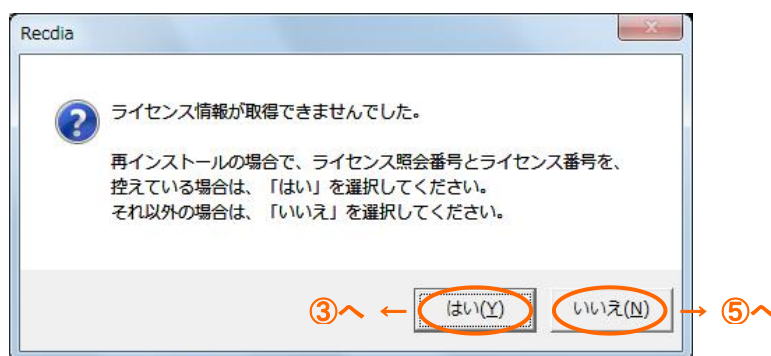 Recdia
ライセンス情報が取得できませんでした。
再インストールの場合で、ライセンス照会番号とライセンス番号を、
控えている場合は、「はい」を選択してください。
それ以外の場合は、「いいえ」を選択してください。
③へ ← はい(Y) いいえ(N) → ⑤へ